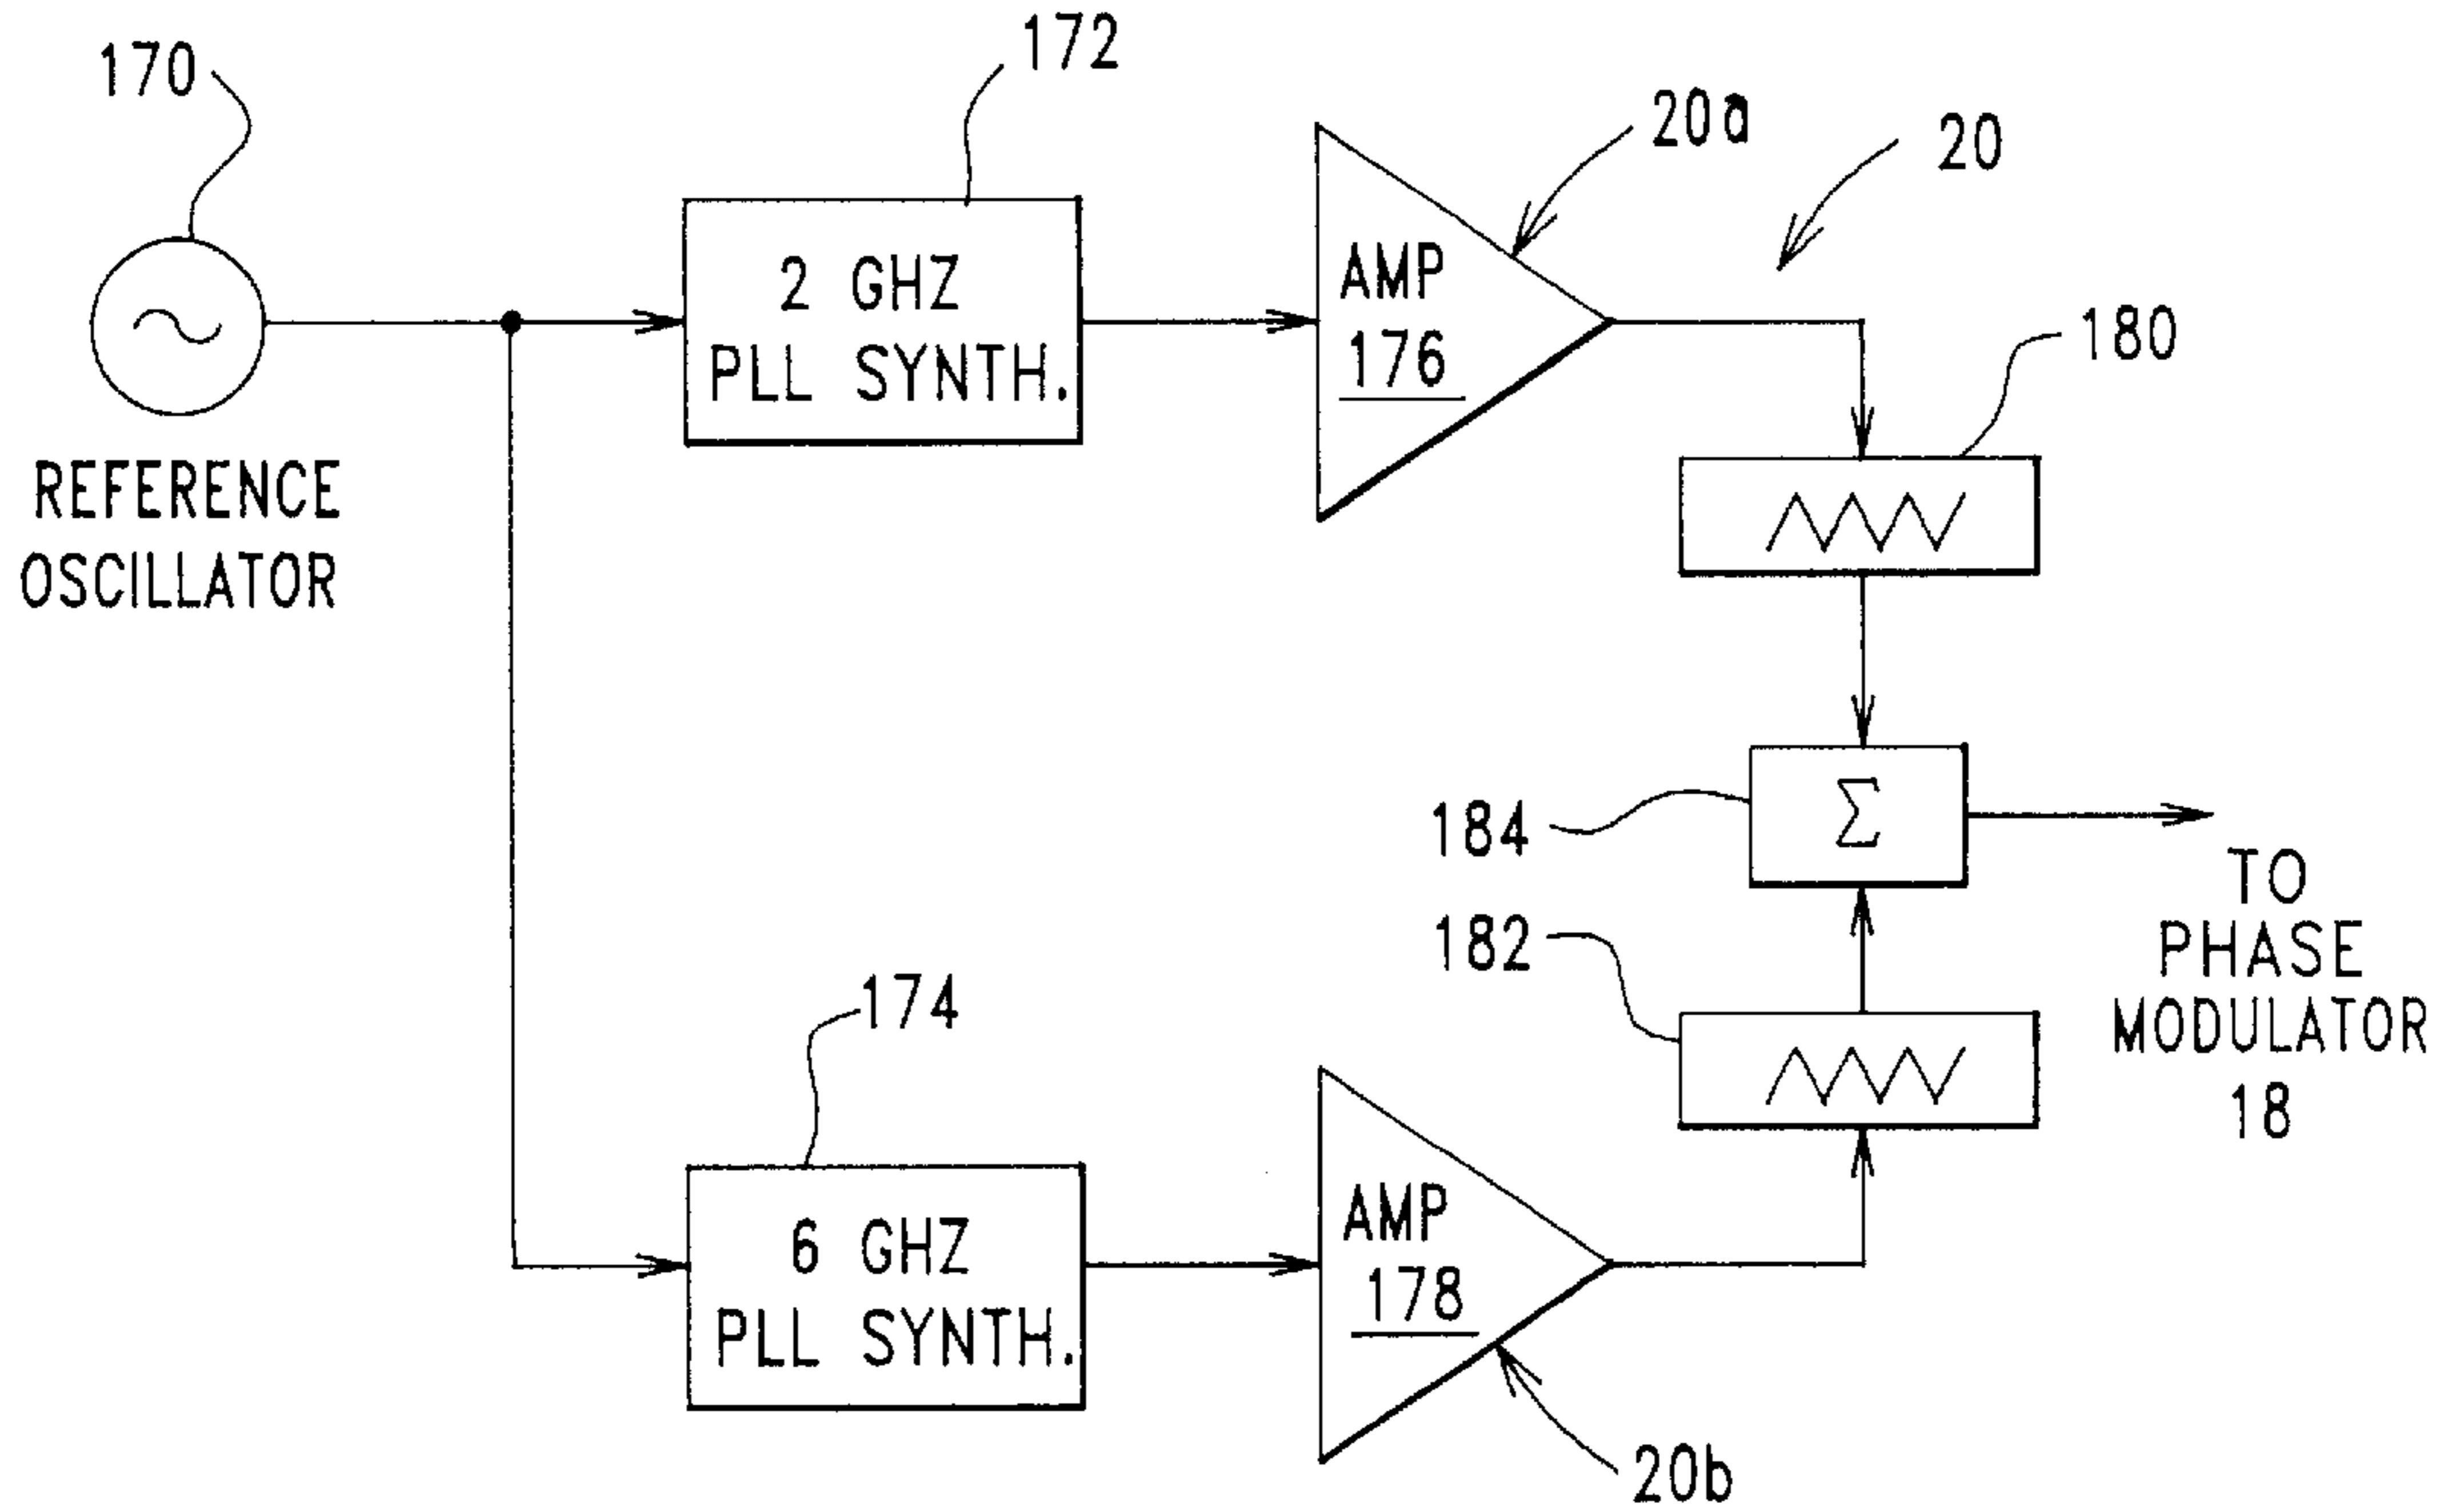 170
172
20a
20
2 GHZ
PLL SYNTH.
AMP
176
180
REFERENCE
OSCILLATOR
184
Σ
TO
PHASE
MODULATOR
18
182
174
6 GHZ
PLL SYNTH.
AMP
178
20b